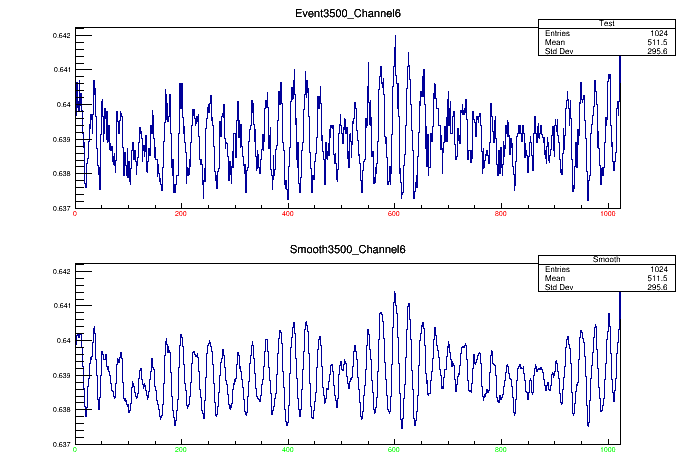 Event3500_Channel6
Test
Entries 1024
Mean 511.5
Std Dev 295.6
0.642
0.641
0.64
0.639
0.638
0.637
0 200 400 600 800 1000
Smooth3500_Channel6
Smooth
Entries 1024
Mean 511.5
Std Dev 295.6
0.642
0.641
0.64
0.639
0.638
0.637
0 200 400 600 800 1000